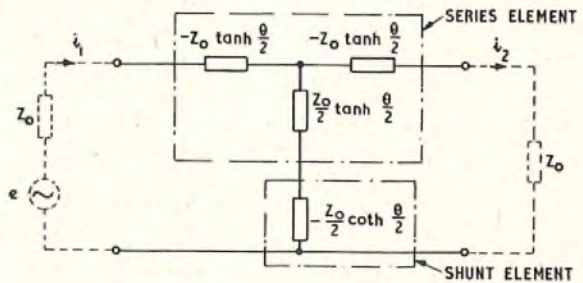 SERIES ELEMENT
i₁
-Z₀ tanh θ/2
-Z₀ tanh θ/2
i₂
Z₀
Z₀/2 tanh θ/2
Z₀
e
-Z₀/2 coth θ/2
SHUNT ELEMENT